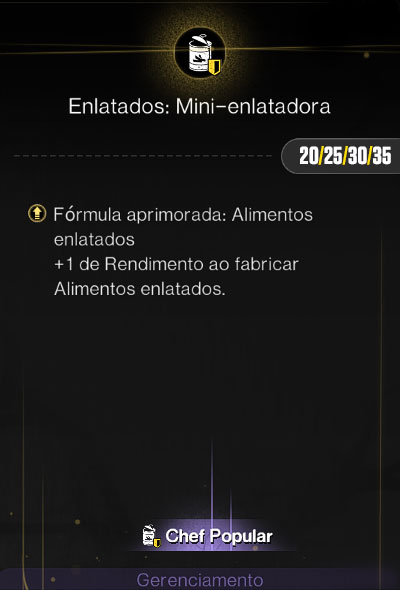 Enlatados: Mini-enlatadora
20/25/30/35
Fórmula aprimorada: Alimentos
enlatados
+1 de Rendimento ao fabricar
Alimentos enlatados.
Chef Popular
Gerenciamento